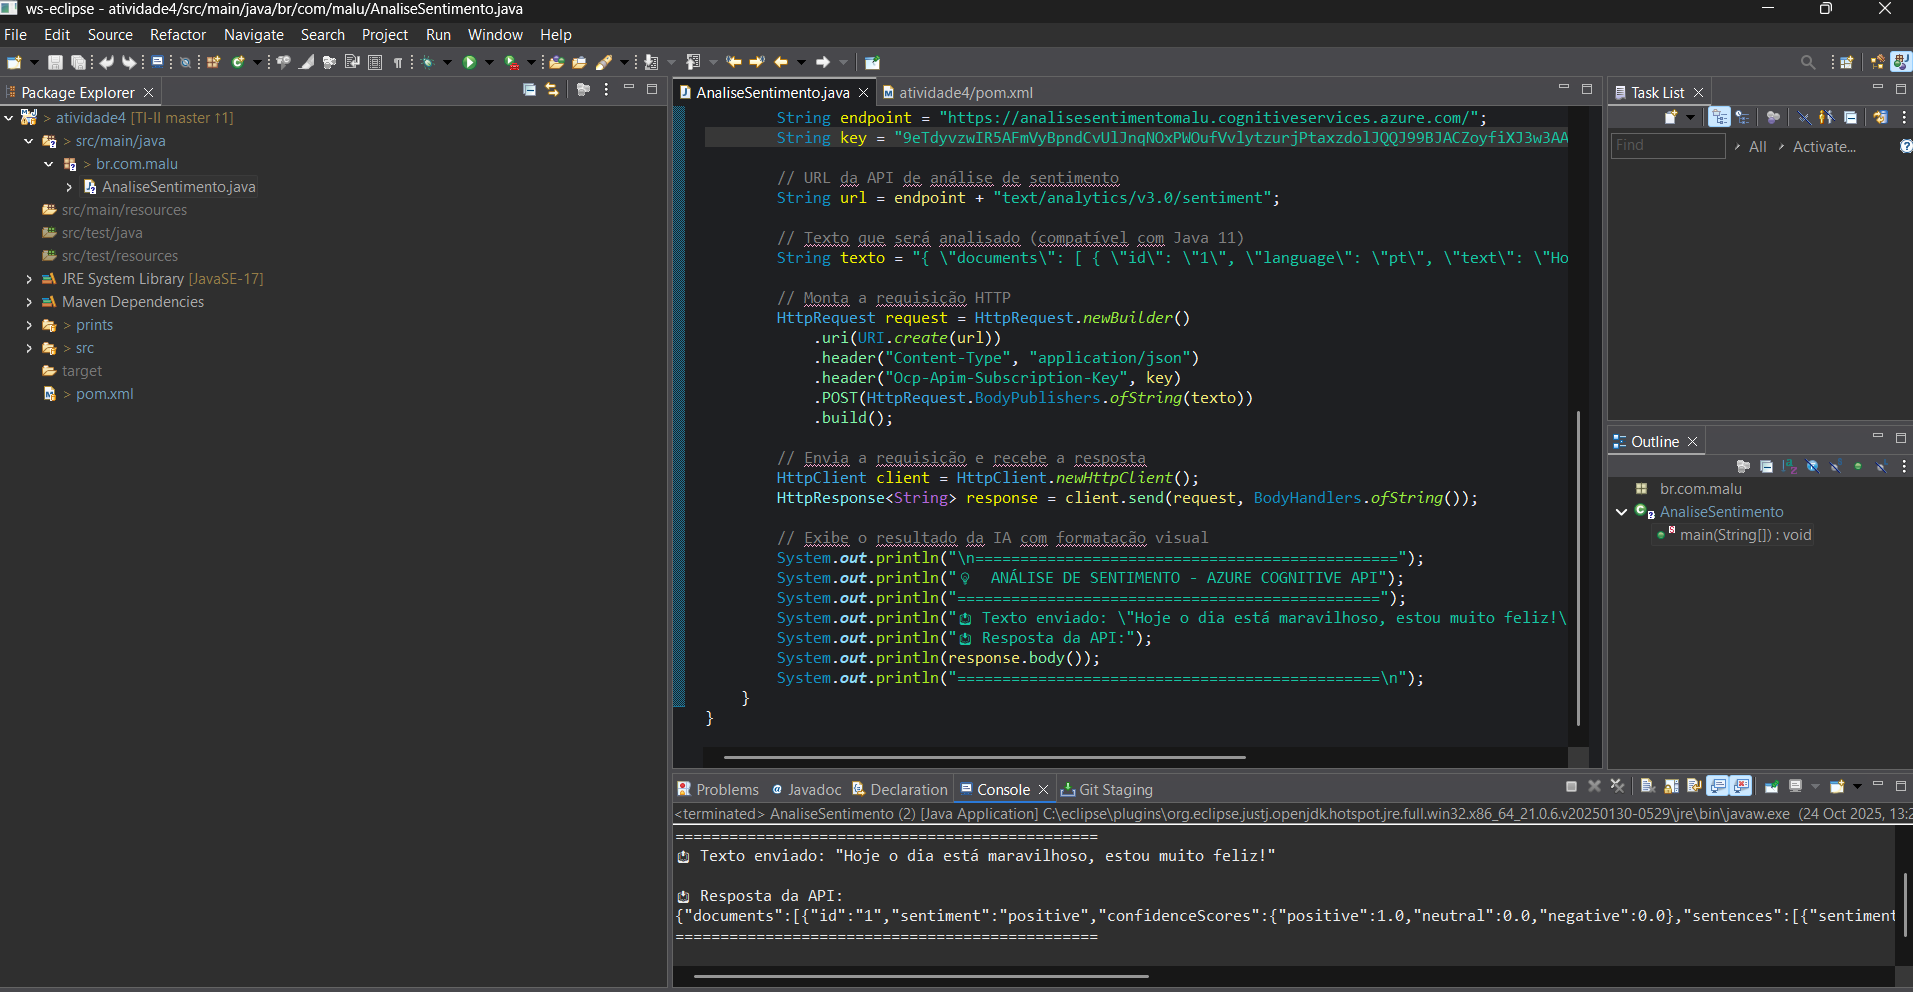 ws-eclipse - atividade4/src/main/java/br/com/malu/AnaliseSentimento.java
File Edit Source Refactor Navigate Search Project Run Window Help
Package Explorer
> atividade4 [TI-II master ↑1]
> src/main/java
> br.com.malu
AnaliseSentimento.java
src/main/resources
src/test/java
src/test/resources
JRE System Library [JavaSE-17]
Maven Dependencies
> prints
> src
target
> pom.xml
AnaliseSentimento.java
atividade4/pom.xml
String endpoint = "https://analisesentimentomalu.cognitiveservices.azure.com/";
String key =
// URL da API de análise de sentimento
String url = endpoint + "text/analytics/v3.0/sentiment";
// Texto que será analisado (compatível com Java 11)
String texto = "{ \"documents\": [ { \"id\": \"1\", \"language\": \"pt\", \"text\": \"Ho
// Monta a requisição HTTP
HttpRequest request = HttpRequest.newBuilder()
.uri(URI.create(url))
.header("Content-Type", "application/json")
.header("Ocp-Apim-Subscription-Key", key)
.POST(HttpRequest.BodyPublishers.ofString(texto))
.build();
// Envia a requisição e recebe a resposta
HttpClient client = HttpClient.newHttpClient();
HttpResponse<String> response = client.send(request, BodyHandlers.ofString());
// Exibe o resultado da IA com formatação visual
System.out.println("\n===============================================");
System.out.println("💡 ANÁLISE DE SENTIMENTO - AZURE COGNITIVE API");
System.out.println("===============================================");
System.out.println("📩 Texto enviado: \"Hoje o dia está maravilhoso, estou muito feliz!\
System.out.println("📩 Resposta da API:");
System.out.println(response.body());
System.out.println("===============================================\n");
}
}
Task List
Find
All
Activate...
Outline
br.com.malu
AnaliseSentimento
main(String[]) : void
Problems
Javadoc
Declaration
Console
Git Staging
<terminated> AnaliseSentimento (2) [Java Application] C:\eclipse\plugins\org.eclipse.justj.openjdk.hotspot.jre.full.win32.x86_64_21.0.6.v20250130-0529\jre\bin\javaw.exe (24 Oct 2025, 13:2
===============================================
📩 Texto enviado: "Hoje o dia está maravilhoso, estou muito feliz!"
📩 Resposta da API:
{"documents":[{"id":"1","sentiment":"positive","confidenceScores":{"positive":1.0,"neutral":0.0,"negative":0.0},"sentences":[{"sentiment
===============================================